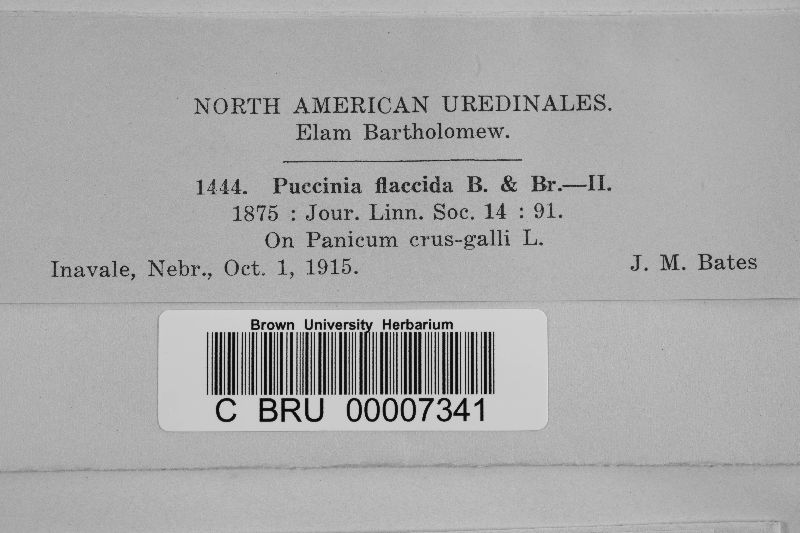 NORTH AMERICAN UREDINALES.
Elam Bartholomew.
1444. Puccinia flaccida B. & Br.—II.
1875 : Jour. Linn. Soc. 14 : 91.
On Panicum crus-galli L.
Inavale, Nebr., Oct. 1, 1915. J. M. Bates
Brown University Herbarium
C BRU 00007341